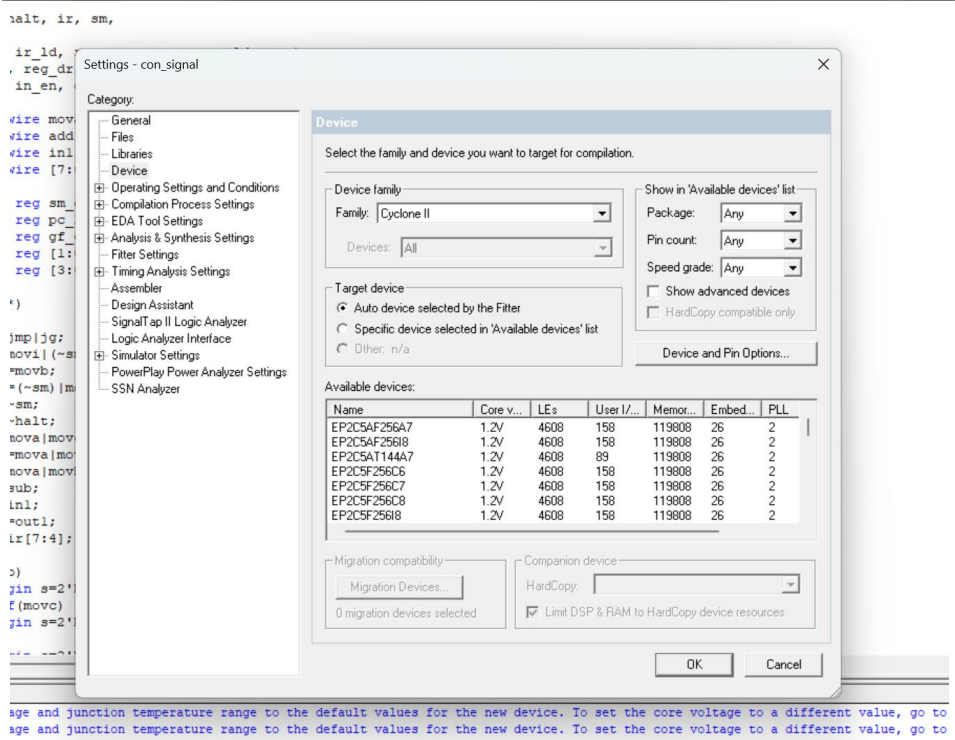 halt, ir, sm,
ir_ld,
, reg_dr
in_en,
wire mov
wire add
wire in1
wire [7:
reg sm_
reg pc_
reg gf_
reg [1:
reg [3:
*)
jmp|jg;
movi|(~s
=movb;
=(~sm)|m
~sm;
~halt;
mova|mov
=mova|mo
mova|mov
sub;
in1;
=out1;
ir[7:4];
gin s=2'
f(movc)
gin s=2'
Settings - con_signal
Category:
General
Files
Libraries
Device
Operating Settings and Conditions
Compilation Process Settings
EDA Tool Settings
Analysis & Synthesis Settings
Fitter Settings
Timing Analysis Settings
Assembler
Design Assistant
SignalTap II Logic Analyzer
Logic Analyzer Interface
Simulator Settings
PowerPlay Power Analyzer Settings
SSN Analyzer
Device
Select the family and device you want to target for compilation.
Device family
Family: Cyclone II
Devices: All
Target device
Auto device selected by the Fitter
Specific device selected in 'Available devices' list
Other: n/a
Show in 'Available devices' list
Package: Any
Pin count: Any
Speed grade: Any
Show advanced devices
HardCopy compatible only
Device and Pin Options...
Available devices:
Name Core v... LEs User I/... Memor... Embed... PLL
EP2C5AF256A7 1.2V 4608 158 119808 26 2
EP2C5AF256I8 1.2V 4608 158 119808 26 2
EP2C5AT144A7 1.2V 4608 89 119808 26 2
EP2C5F256C6 1.2V 4608 158 119808 26 2
EP2C5F256C7 1.2V 4608 158 119808 26 2
EP2C5F256C8 1.2V 4608 158 119808 26 2
EP2C5F256I8 1.2V 4608 158 119808 26 2
Migration compatibility
Migration Devices...
0 migration devices selected
Companion device
HardCopy:
Limit DSP & RAM to HardCopy device resources
OK
Cancel
age and junction temperature range to the default values for the new device. To set the core voltage to a different value, go to
age and junction temperature range to the default values for the new device. To set the core voltage to a different value, go to